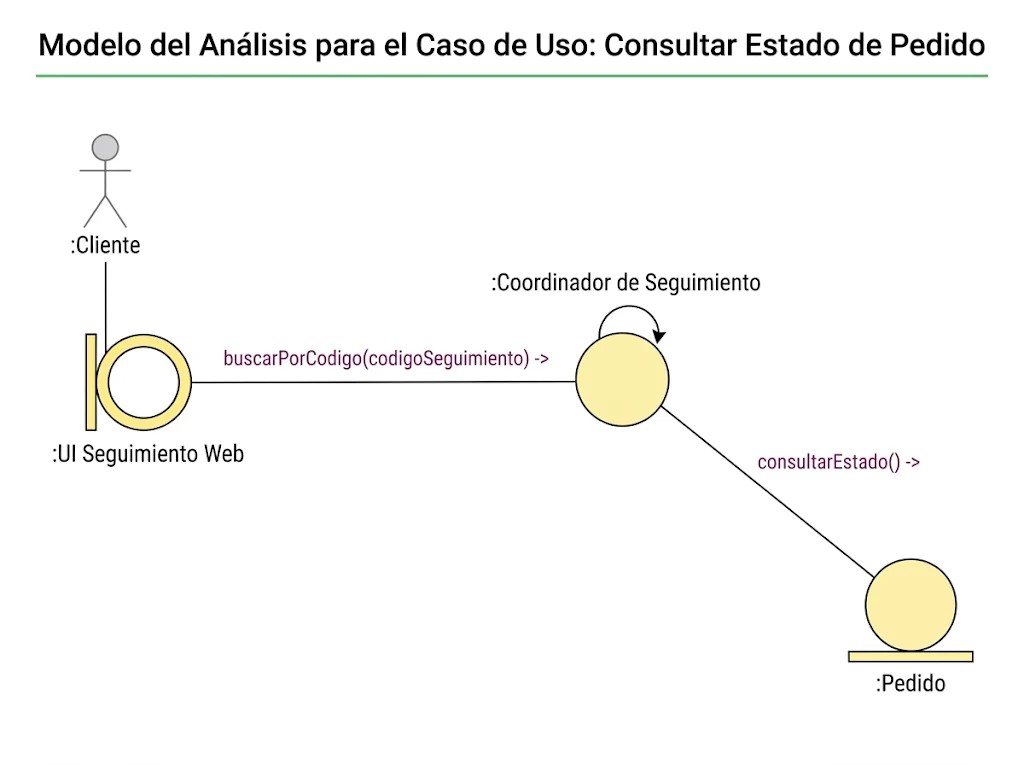 Modelo del Análisis para el Caso de Uso: Consultar Estado de Pedido
:Cliente
:Coordinador de Seguimiento
buscarPorCodigo(codigoSeguimiento) ->
:UI Seguimiento Web
consultarEstado() ->
:Pedido